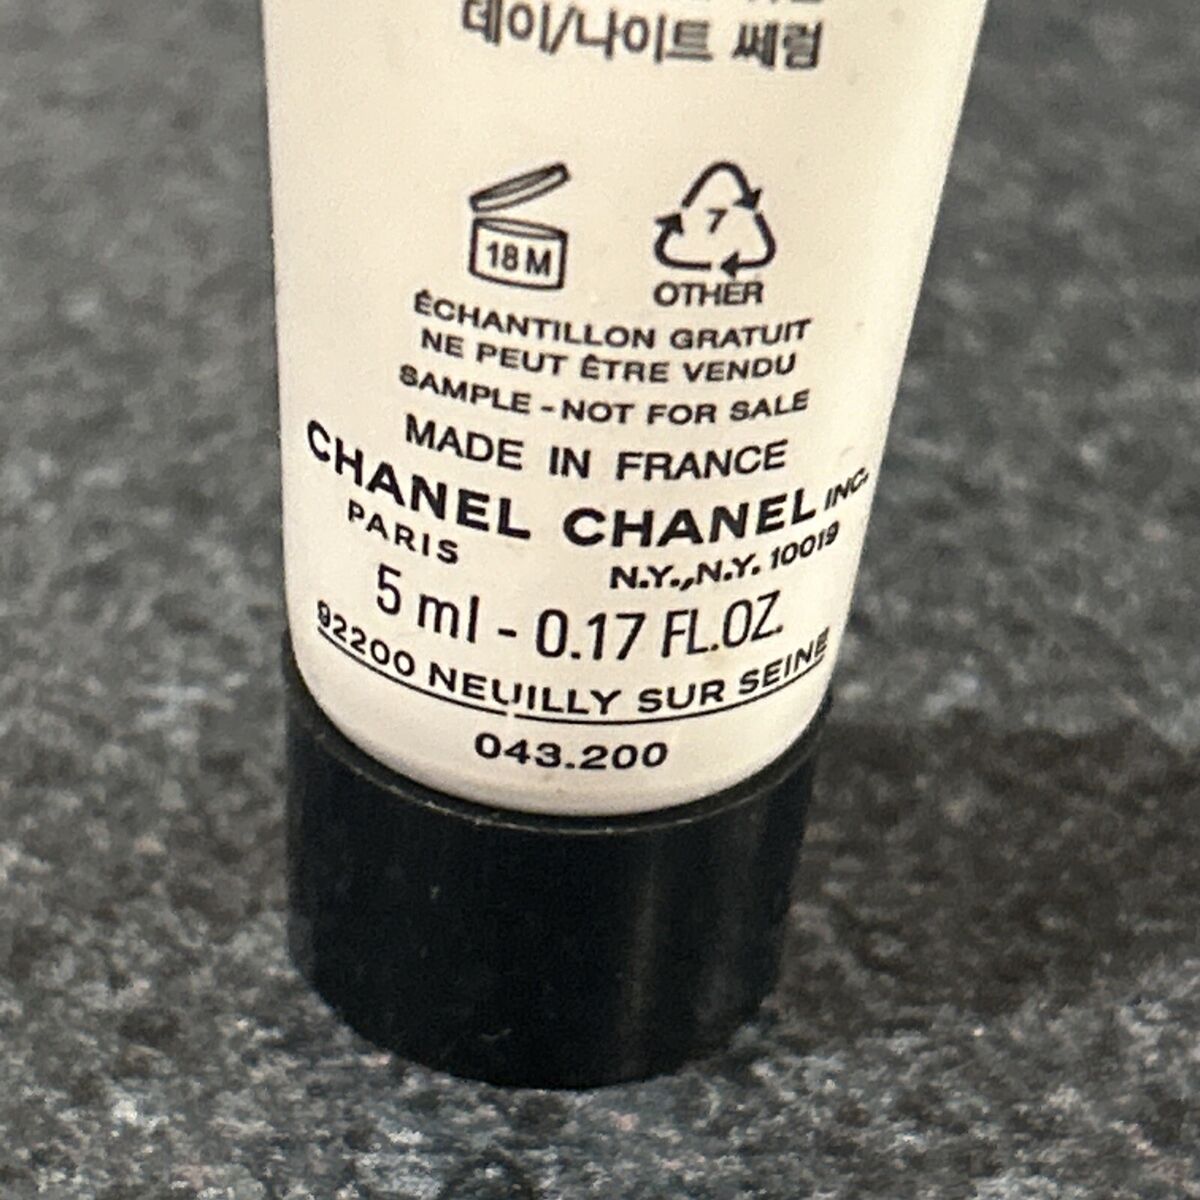 데이/나이트 쎄럼
18 M
7
OTHER
ÉCHANTILLON GRATUIT
NE PEUT ÊTRE VENDU
SAMPLE - NOT FOR SALE
MADE IN FRANCE
CHANEL CHANEL INC.
PARIS N.Y., N.Y. 10019
5 ml - 0.17 FL.OZ.
92200 NEUILLY SUR SEINE
043.200